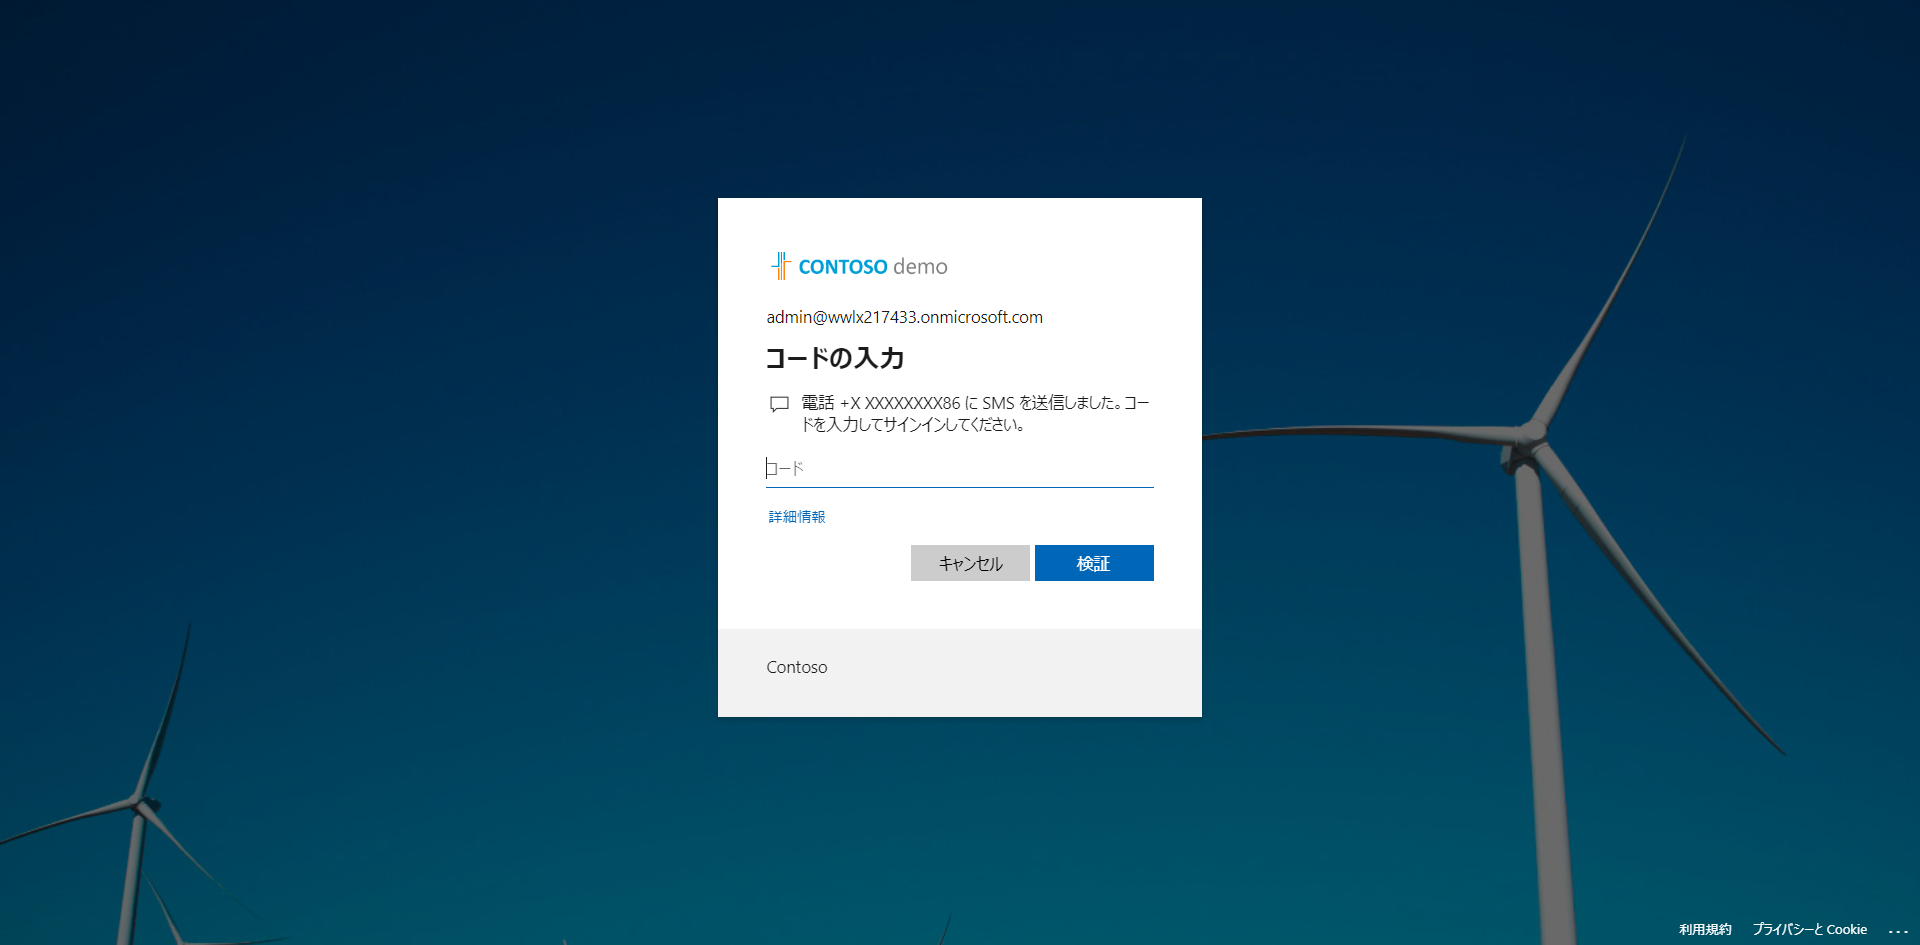 CONTOSO demo
admin@wwlx217433.onmicrosoft.com
コードの入力
電話 +X XXXXXXXX86 に SMS を送信しました。コー
ドを入力してサインインしてください。
コード
詳細情報
キャンセル
検証
Contoso
利用規約
プライバシーと Cookie
...